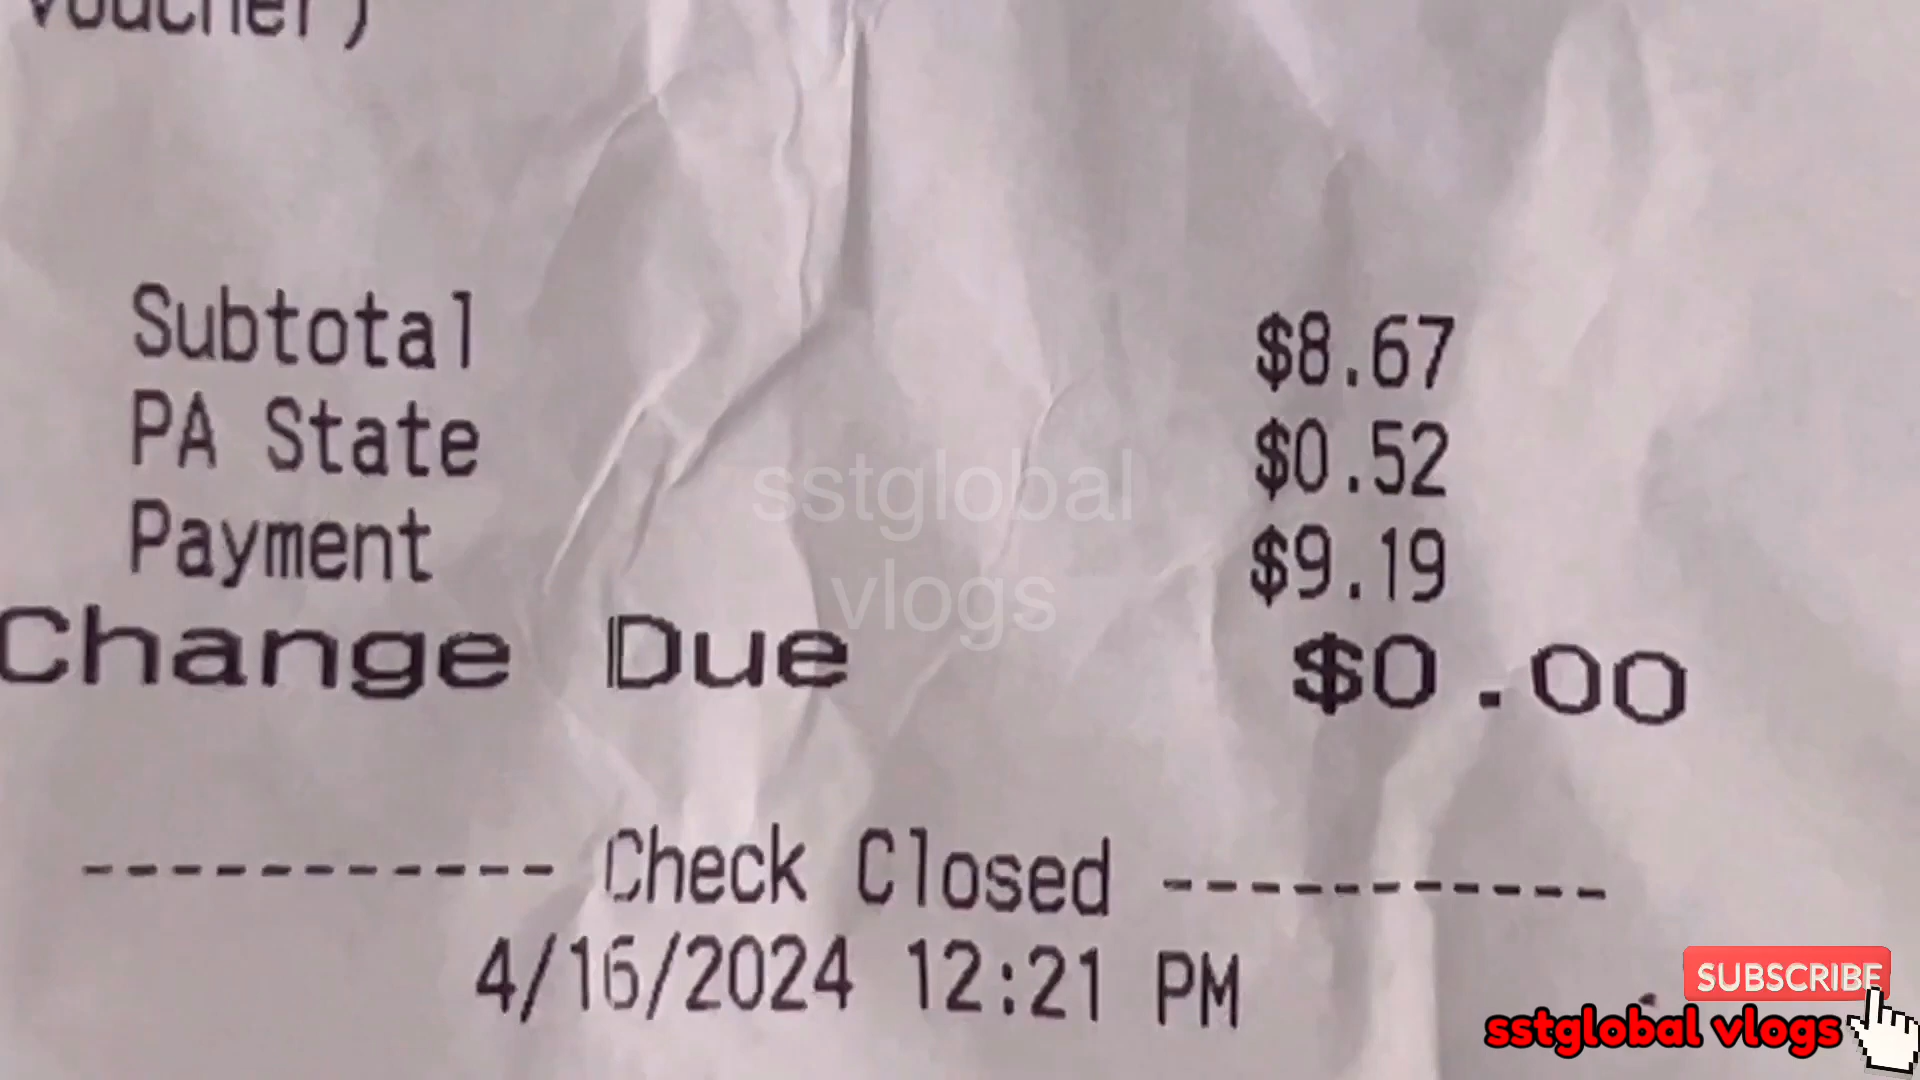 Voucher)
Subtotal $8.67
PA State $0.52
Payment $9.19
Change Due $0.00
------------ Check Closed -----------
4/16/2024 12:21 PM
sstglobal
vlogs
SUBSCRIBE
sstglobal vlogs